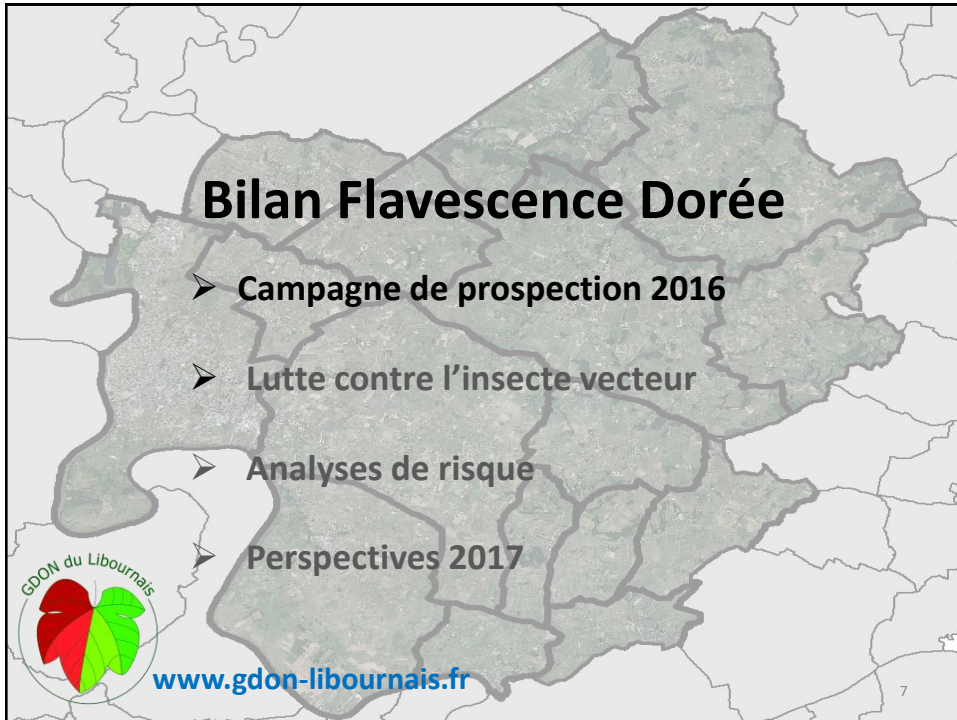 Bilan Flavescence Dorée
➢ Campagne de prospection 2016
➢ Lutte contre l’insecte vecteur
➢ Analyses de risque
➢ Perspectives 2017
GDON du Libournais
www.gdon-libournais.fr
7